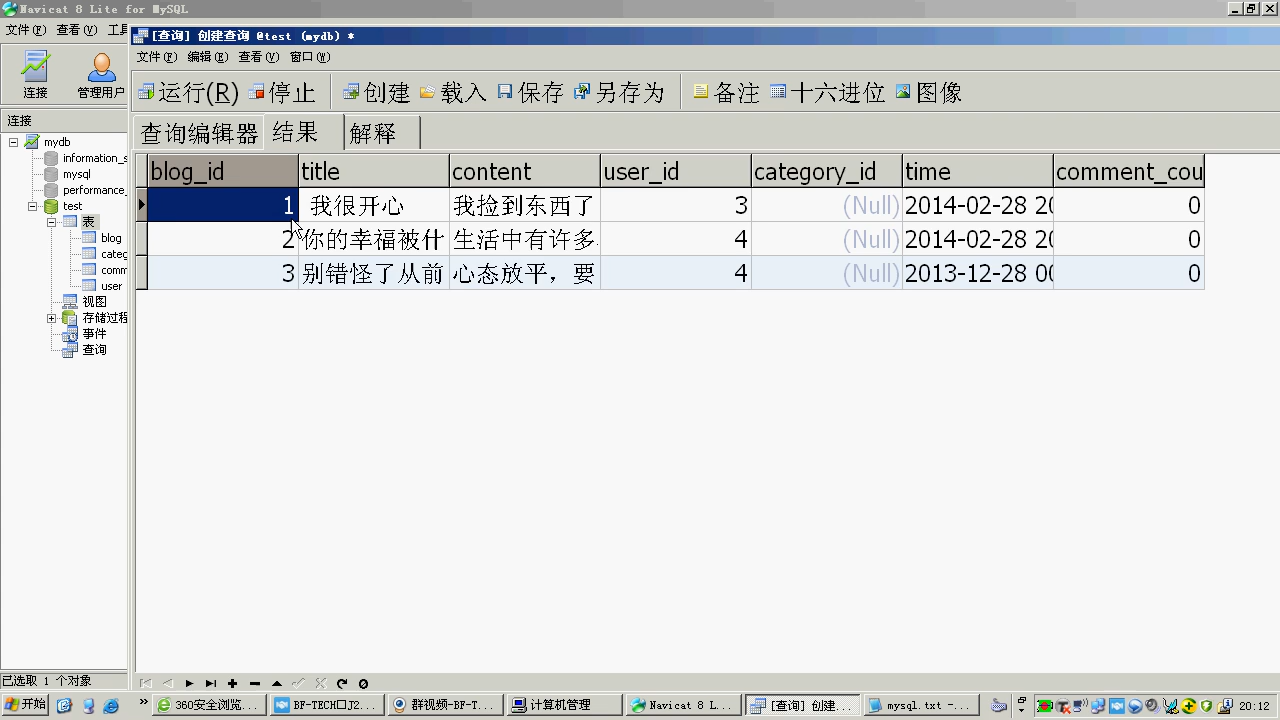 Navicat 8 Lite for MySQL
文件(F) 查看(V) 工具
连接 管理用户
连接
mydb
information_s
mysql
performance_
test
表
blog
categ
comm
user
视图
存储过程
事件
查询
已选取 1 个对象
[查询] 创建查询 @test (mydb) *
文件(F) 编辑(E) 查看(V) 窗口(W)
运行(R) 停止 创建 载入 保存 另存为 备注 十六进位 图像
查询编辑器 结果 解释
blog_id title content user_id category_id time comment_cou
1 我很开心 我捡到东西了 3 (Null) 2014-02-28 20 0
2 你的幸福被什 生活中有许多 4 (Null) 2014-02-28 20 0
3 别错怪了从前 心态放平，要 4 (Null) 2013-12-28 00 0
开始 360安全浏览... BF-TECH口J2... 群视频-BF-T... 计算机管理 Navicat 8 L... [查询] 创建... mysql.txt -... 20:12